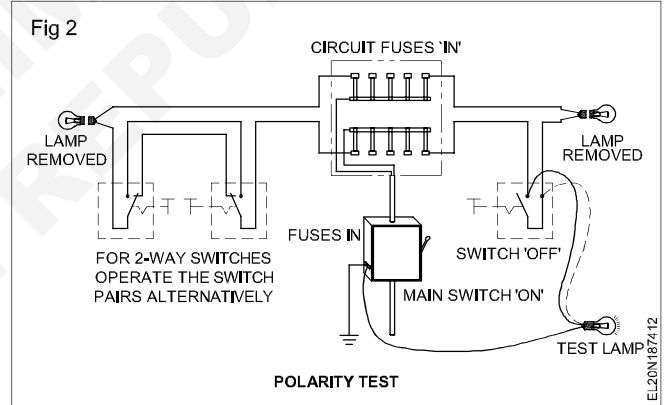 Fig 2
CIRCUIT FUSES `IN'
LAMP
REMOVED
LAMP
REMOVED
FUSES IN
SWITCH 'OFF'
FOR 2-WAY SWITCHES
OPERATE THE SWITCH
PAIRS ALTERNATIVELY
MAIN SWITCH 'ON'
TEST LAMP
POLARITY TEST
EL20N187412